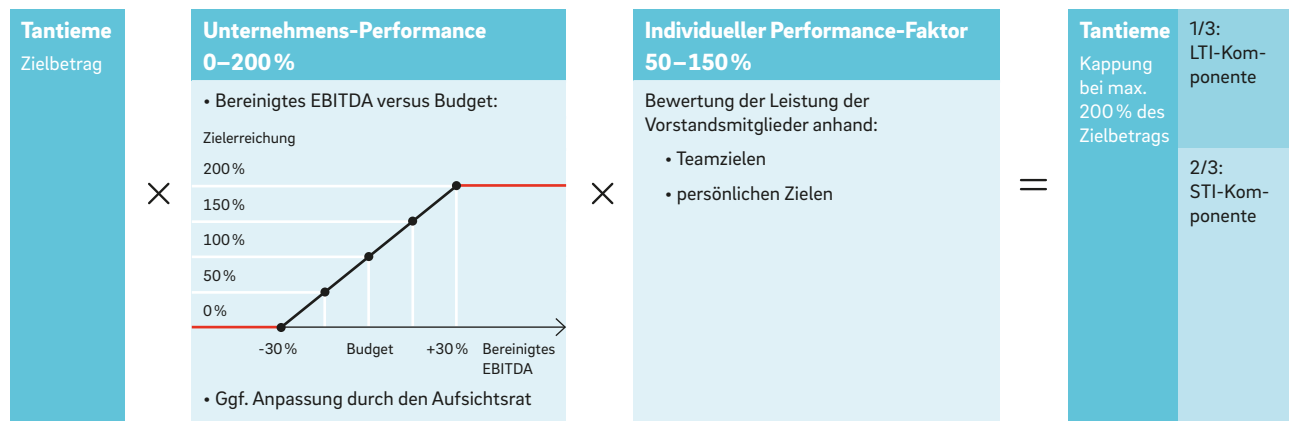 Tantieme
Zielbetrag
×
Unternehmens-Performance
0–200 %
• Bereinigtes EBITDA versus Budget:
Zielerreichung
200 %
150 %
100 %
50 %
0 %
-30 %
Budget
+30 %
Bereinigtes
EBITDA
• Ggf. Anpassung durch den Aufsichtsrat
×
Individueller Performance-Faktor
50–150 %
Bewertung der Leistung der
Vorstandsmitglieder anhand:
• Teamzielen
• persönlichen Zielen
=
Tantieme
Kappung
bei max.
200 % des
Zielbetrags
1/3:
LTI-Kom-
ponente
2/3:
STI-Kom-
ponente